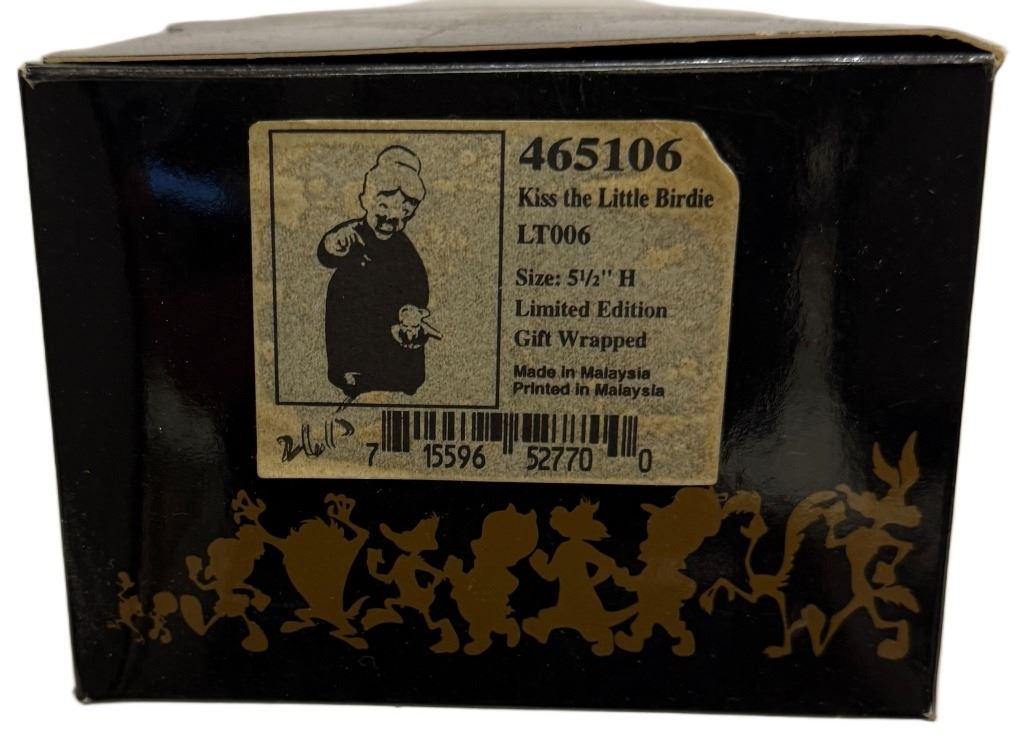 465106
Kiss the Little Birdie
LT006
Size: 5½" H
Limited Edition
Gift Wrapped
Made in Malaysia
Printed in Malaysia
7 15596 52770 0